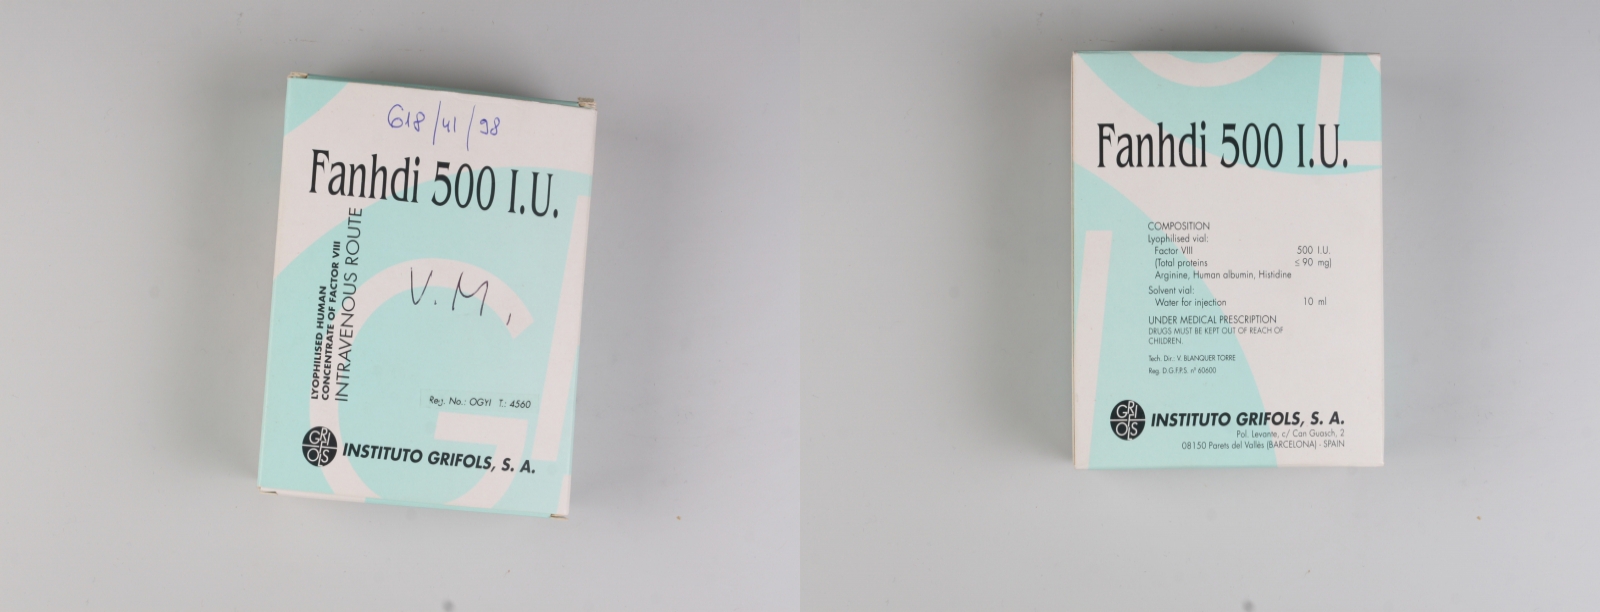 618/41/98
Fanhdi 500 I.U.
LYOPHILISED HUMAN
CONCENTRATE OF FACTOR VIII
INTRAVENOUS ROUTE
V. M.
Reg. No.: OGYI T.: 4560
GRIFOLS
INSTITUTO GRIFOLS, S. A.
Fanhdi 500 I.U.
COMPOSITION
Lyophilised vial:
Factor VIII 500 I.U.
(Total proteins ≤ 90 mg)
Arginine, Human albumin, Histidine
Solvent vial:
Water for injection 10 ml
UNDER MEDICAL PRESCRIPTION
DRUGS MUST BE KEPT OUT OF REACH OF
CHILDREN.
Tech. Dir.: V. BLANQUER TORRE
Reg. D.G.F.P.S. nº 60600
GRIFOLS
INSTITUTO GRIFOLS, S. A.
Pol. Levante, c/ Can Guasch, 2
08150 Parets del Vallès (BARCELONA) - SPAIN